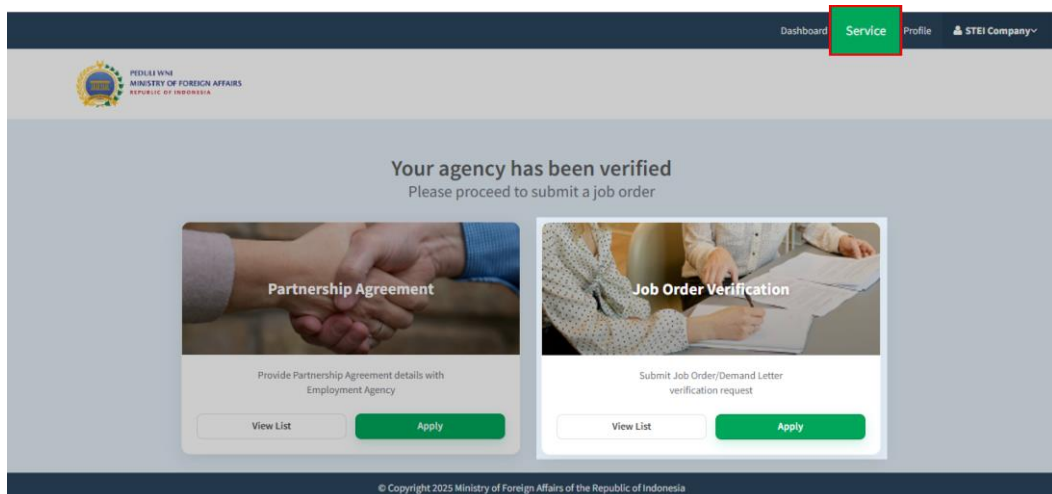 Dashboard Service Profile STEI Company
PEDULI WNI
MINISTRY OF FOREIGN AFFAIRS
REPUBLIC OF INDONESIA
Your agency has been verified
Please proceed to submit a job order
Partnership Agreement
Provide Partnership Agreement details with
Employment Agency
View List Apply
Job Order Verification
Submit Job Order/Demand Letter
verification request
View List Apply
© Copyright 2025 Ministry of Foreign Affairs of the Republic of Indonesia